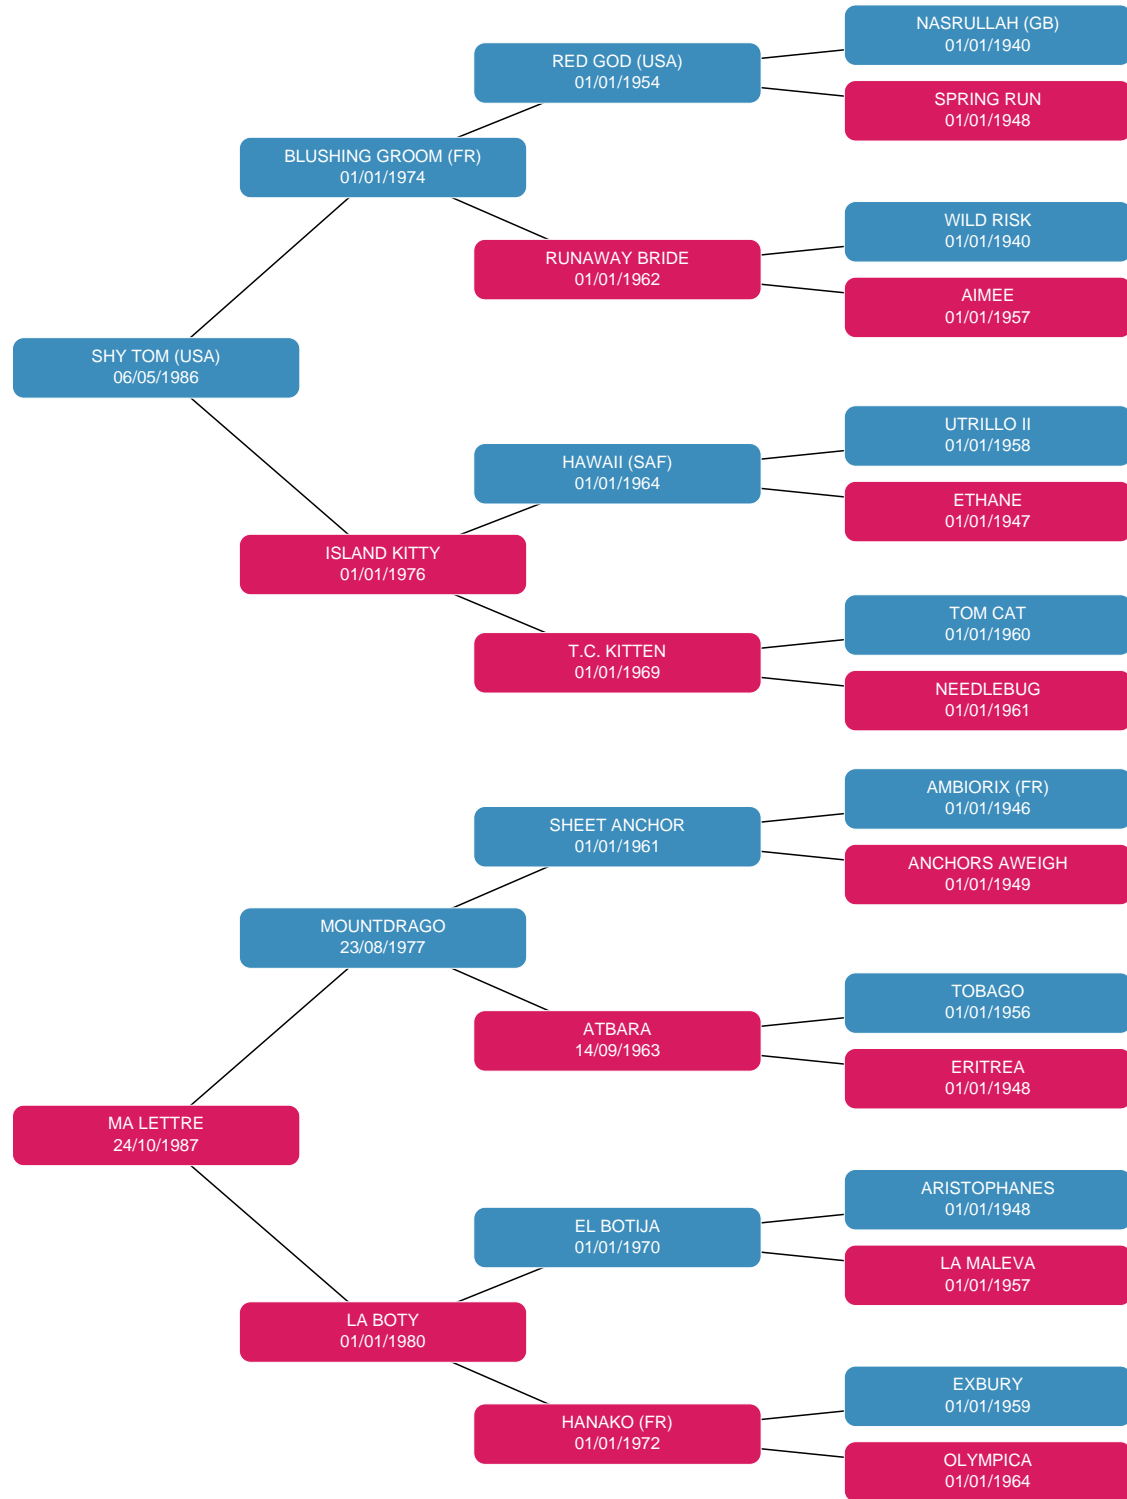 NASRULLAH (GB)
01/01/1940
RED GOD (USA)
01/01/1954
SPRING RUN
01/01/1948
BLUSHING GROOM (FR)
01/01/1974
WILD RISK
01/01/1940
RUNAWAY BRIDE
01/01/1962
AIMEE
01/01/1957
SHY TOM (USA)
06/05/1986
UTRILLO II
01/01/1958
HAWAII (SAF)
01/01/1964
ETHANE
01/01/1947
ISLAND KITTY
01/01/1976
TOM CAT
01/01/1960
T.C. KITTEN
01/01/1969
NEEDLEBUG
01/01/1961
AMBIORIX (FR)
01/01/1946
SHEET ANCHOR
01/01/1961
ANCHORS AWEIGH
01/01/1949
MOUNTDRAGO
23/08/1977
TOBAGO
01/01/1956
ATBARA
14/09/1963
ERITREA
01/01/1948
MA LETTRE
24/10/1987
ARISTOPHANES
01/01/1948
EL BOTIJA
01/01/1970
LA MALEVA
01/01/1957
LA BOTY
01/01/1980
EXBURY
01/01/1959
HANAKO (FR)
01/01/1972
OLYMPICA
01/01/1964